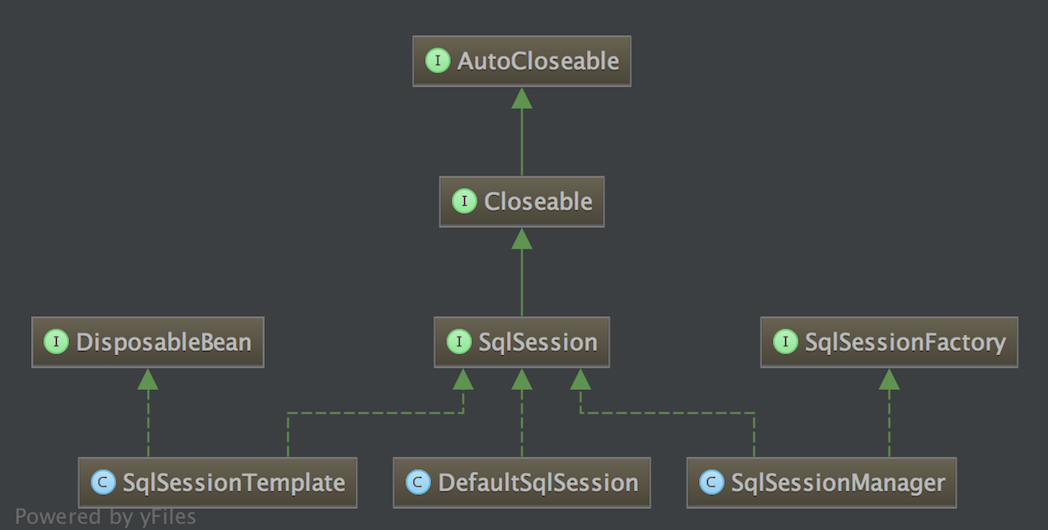 I AutoCloseable
I Closeable
I DisposableBean
I SqlSession
I SqlSessionFactory
C SqlSessionTemplate
C DefaultSqlSession
C SqlSessionManager
Powered by yFiles